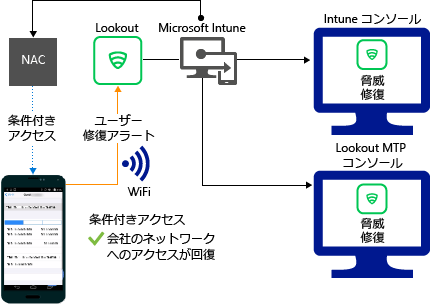 Lookout
Microsoft Intune
Intune コンソール
NAC
脅威
修復
条件付き
アクセス
ユーザー
修復アラート
Lookout MTP
コンソール
WiFi
脅威
修復
条件付きアクセス
会社のネットワーク
へのアクセスが回復